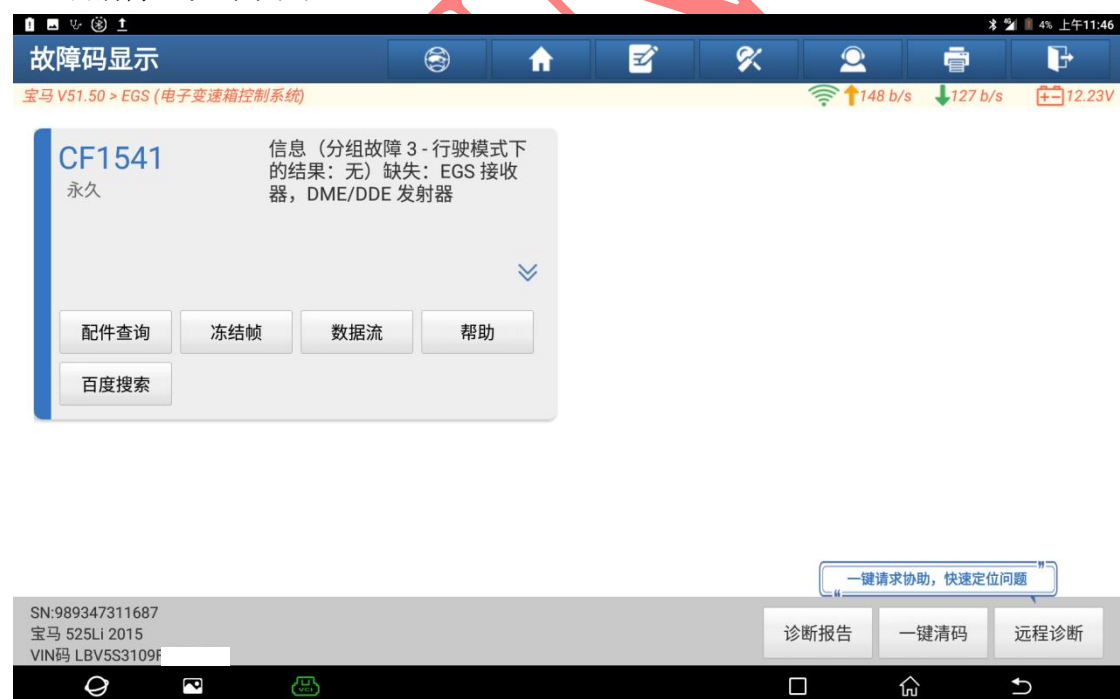 4% 上午11:46
故障码显示
宝马 V51.50 > EGS (电子变速箱控制系统)
148 b/s 127 b/s 12.23V
CF1541
永久
信息（分组故障 3 - 行驶模式下
的结果：无）缺失：EGS 接收
器，DME/DDE 发射器
配件查询 冻结帧 数据流 帮助
百度搜索
一键请求协助，快速定位问题
SN:989347311687
宝马 525Li 2015
VIN码 LBV5S3109F
诊断报告 一键清码 远程诊断
VCI